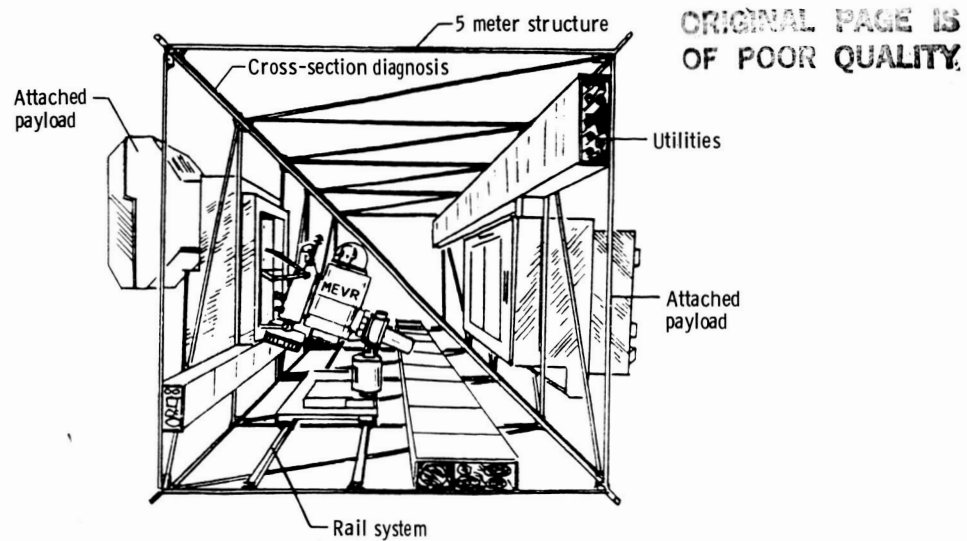 5 meter structure
ORIGINAL PAGE IS
OF POOR QUALITY
Cross-section diagnosis
Attached
payload
Utilities
MEVR
Attached
payload
Rail system